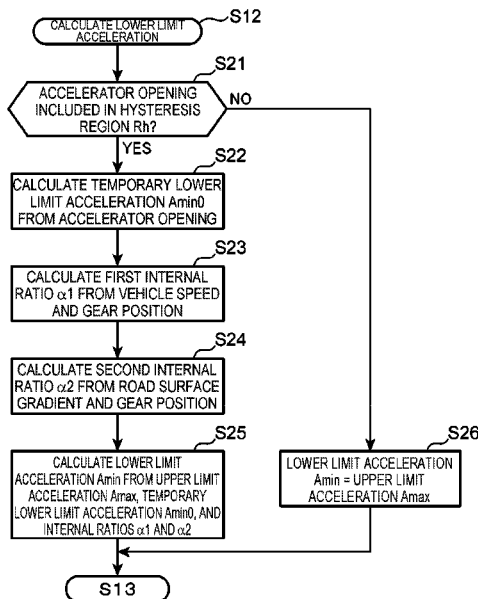 S12
CALCULATE LOWER LIMIT
ACCELERATION
S21
ACCELERATOR OPENING
INCLUDED IN HYSTERESIS
REGION Rh?
NO
YES
S22
CALCULATE TEMPORARY LOWER
LIMIT ACCELERATION Amin0
FROM ACCELERATOR OPENING
S23
CALCULATE FIRST INTERNAL
RATIO α1 FROM VEHICLE SPEED
AND GEAR POSITION
S24
CALCULATE SECOND INTERNAL
RATIO α2 FROM ROAD SURFACE
GRADIENT AND GEAR POSITION
S25
CALCULATE LOWER LIMIT
ACCELERATION Amin FROM UPPER LIMIT
ACCELERATION Amax, TEMPORARY
LOWER LIMIT ACCELERATION Amin0, AND
INTERNAL RATIOS α1 AND α2
S26
LOWER LIMIT ACCELERATION
Amin = UPPER LIMIT
ACCELERATION Amax
S13